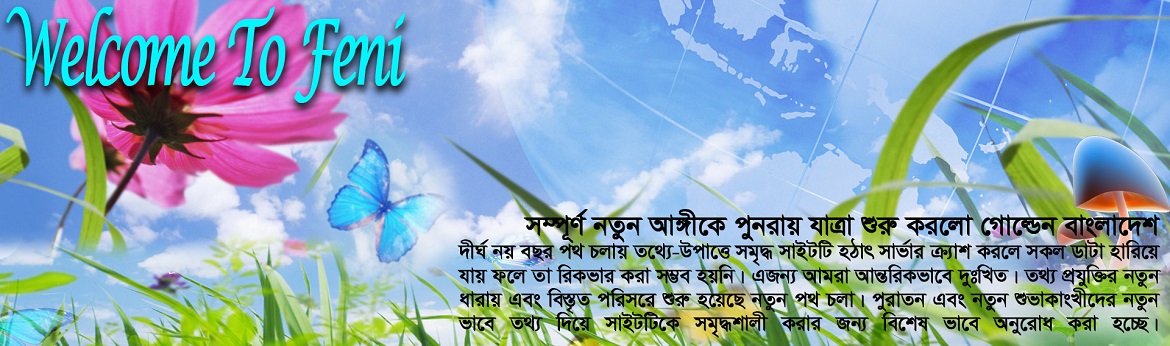 Welcome To Feni
সম্পূর্ণ নতুন আঙ্গীকে পুনরায় যাত্রা শুরু করলো গোল্ডেন বাংলাদেশ
দীর্ঘ নয় বছর পথ চলায় তথ্যে-উপাত্তে সমৃদ্ধ সাইটটি হঠাৎ সার্ভার ক্র্যাশ করলে সকল ডাটা হারিয়ে
যায় ফলে তা রিকভার করা সম্ভব হয়নি। এজন্য আমরা আন্তরিকভাবে দুঃখিত। তথ্য প্রযুক্তির নতুন
ধারায় এবং বিস্তৃত পরিসরে শুরু হয়েছে নতুন পথ চলা। পুরাতন এবং নতুন শুভাকাংখীদের নতুন
ভাবে তথ্য দিয়ে সাইটটিকে সমৃদ্ধশালী করার জন্য বিশেষ ভাবে অনুরোধ করা হচ্ছে।